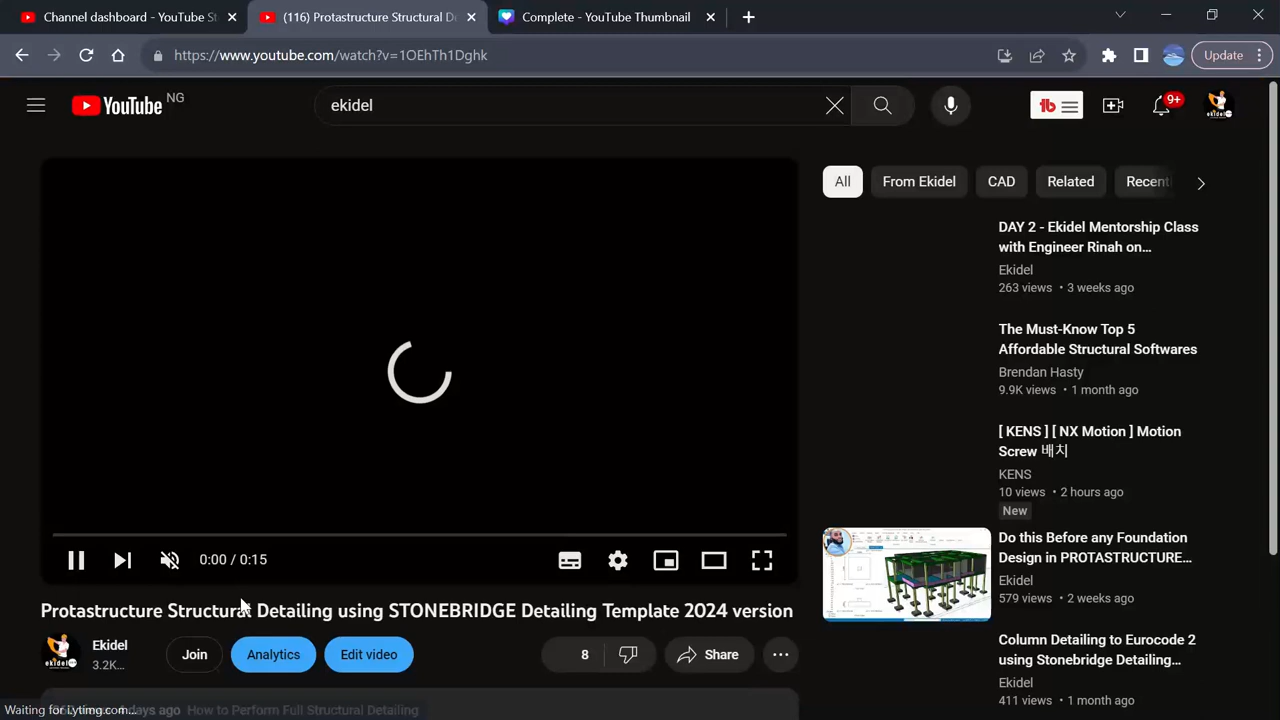 Channel dashboard - YouTube St
(116) Protastructure Structural D
Complete - YouTube Thumbnail
https://www.youtube.com/watch?v=1OEhTh1Dghk
Update
YouTube NG
ekidel
9+
All
From Ekidel
CAD
Related
Recent
DAY 2 - Ekidel Mentorship Class
with Engineer Rinah on…
Ekidel
263 views • 3 weeks ago
The Must-Know Top 5
Affordable Structural Softwares
Brendan Hasty
9.9K views • 1 month ago
[ KENS ] [ NX Motion ] Motion
Screw 배치
KENS
10 views • 2 hours ago
New
Do this Before any Foundation
Design in PROTASTRUCTURE…
Ekidel
579 views • 2 weeks ago
Column Detailing to Eurocode 2
using Stonebridge Detailing…
Ekidel
411 views • 1 month ago
0:00 / 0:15
Protastructure Structural Detailing using STONEBRIDGE Detailing Template 2024 version
Ekidel
3.2K…
Join
Analytics
Edit video
8
Share
Waiting for i.ytimg.com...
days ago How to Perform Full Structural Detailing